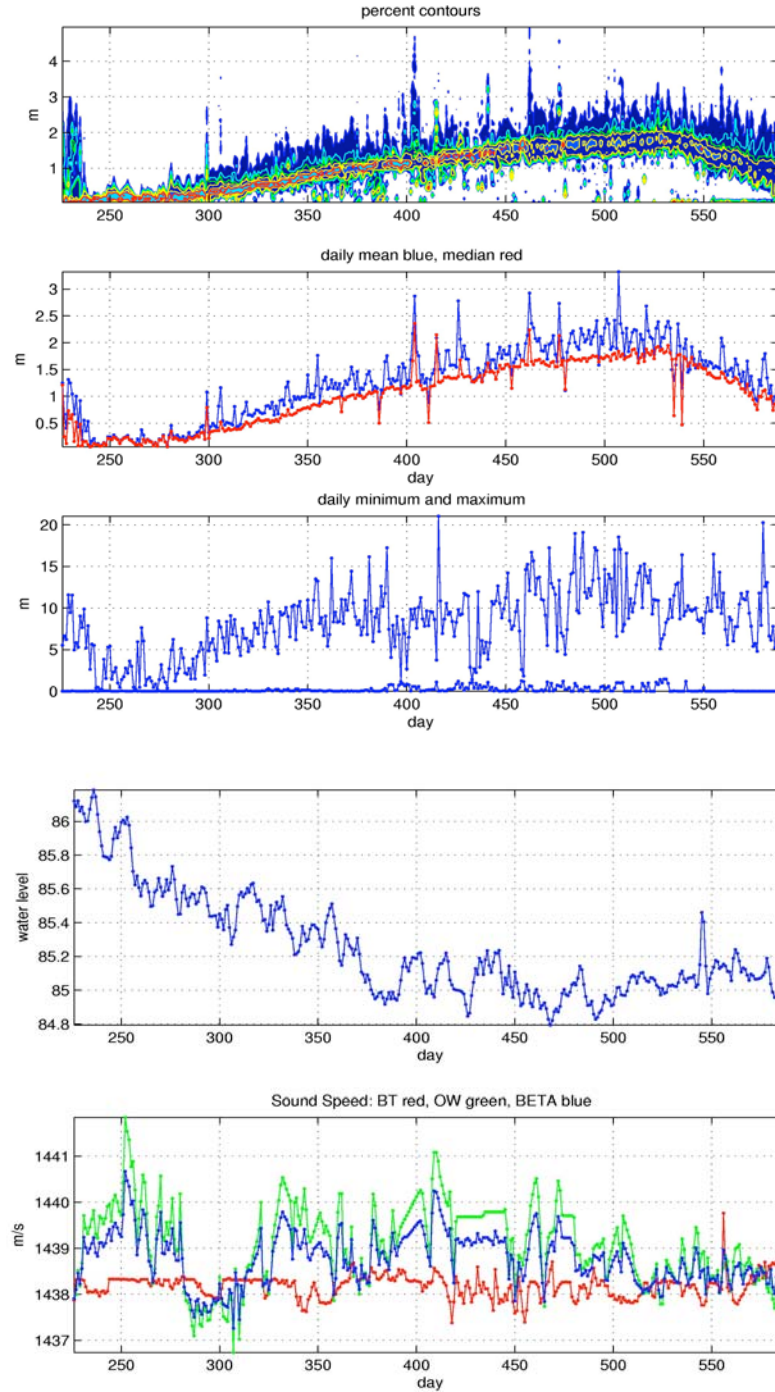 percent contours
4
3
2
1
m
250 300 350 400 450 500 550
daily mean blue, median red
3
2.5
2
1.5
1
0.5
m
250 300 350 400 450 500 550
day
daily minimum and maximum
20
15
10
5
0
m
250 300 350 400 450 500 550
day
86
85.8
85.6
85.4
85.2
85
84.8
water level
250 300 350 400 450 500 550
day
Sound Speed: BT red, OW green, BETA blue
1441
1440
1439
1438
1437
m/s
250 300 350 400 450 500 550
day